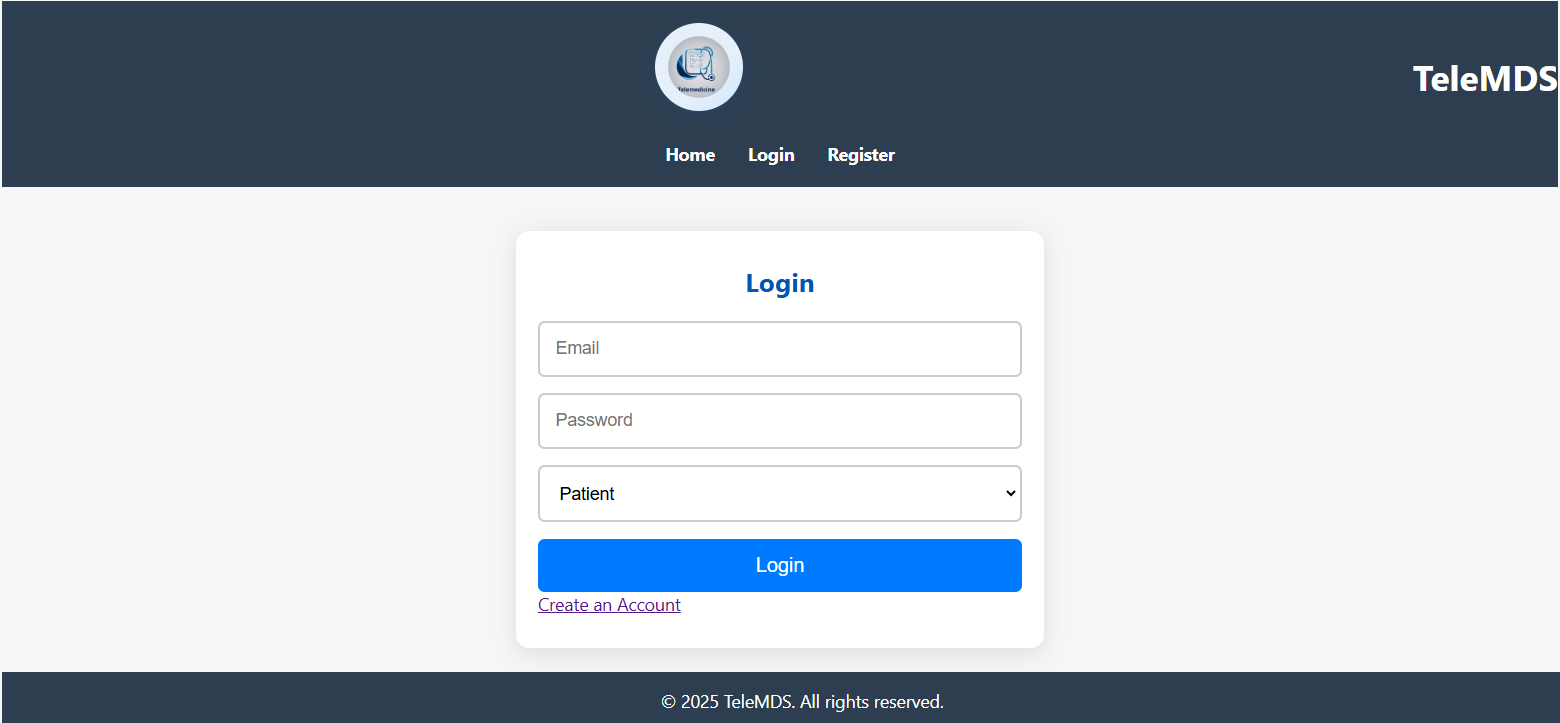 Telemedicine
TeleMDS
Home Login Register
Login
Email
Password
Patient
Login
Create an Account
© 2025 TeleMDS. All rights reserved.